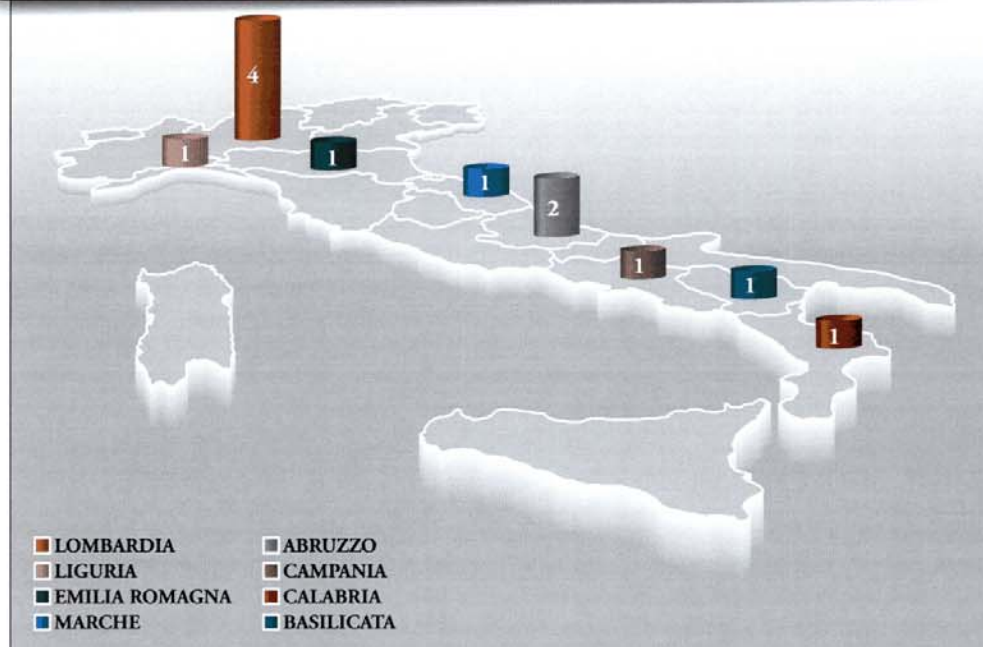 4
1
1
1
2
1
1
1
LOMBARDIA
LIGURIA
EMILIA ROMAGNA
MARCHE
ABRUZZO
CAMPANIA
CALABRIA
BASILICATA